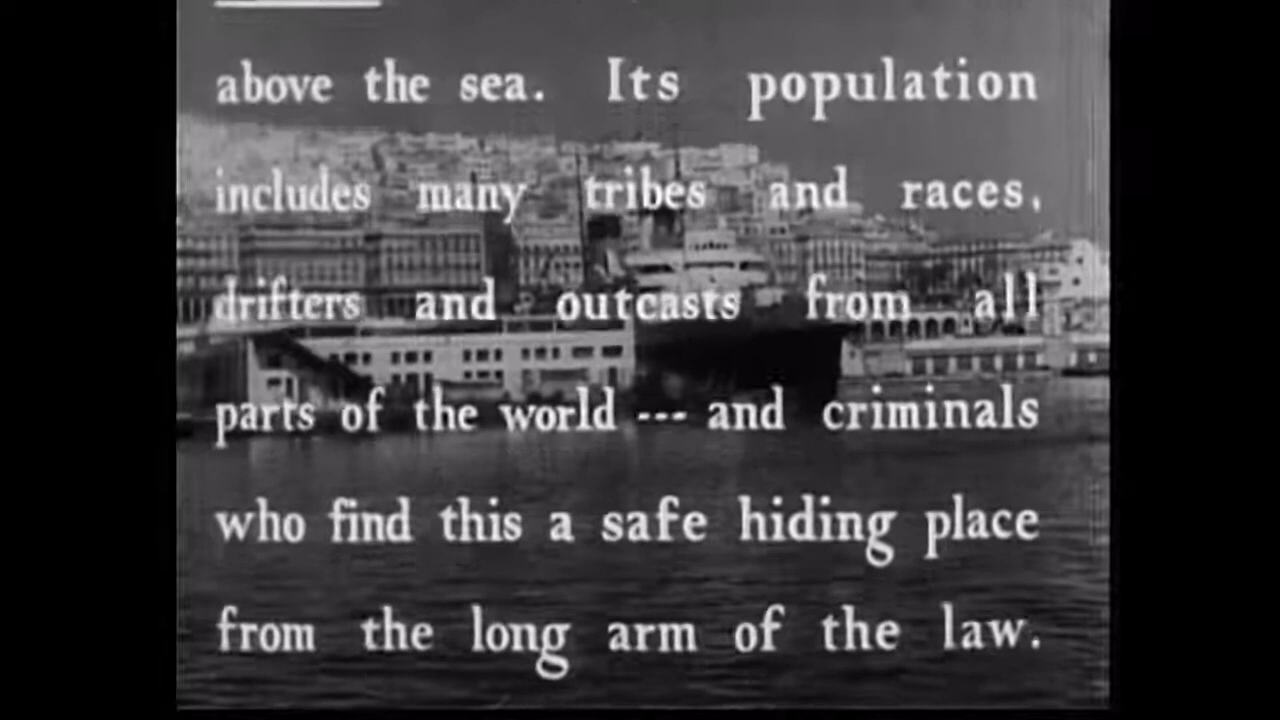 above the sea. Its population
includes many tribes and races,
drifters and outcasts from all
parts of the world --- and criminals
who find this a safe hiding place
from the long arm of the law.